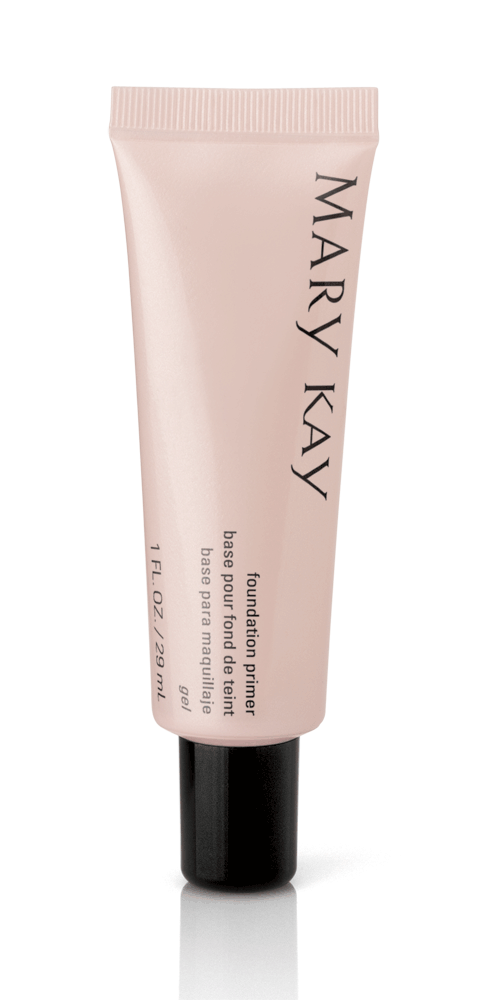 MARY KAY
foundation primer
base pour fond de teint
base para maquillaje
gel
1 FL. OZ. / 29 mL